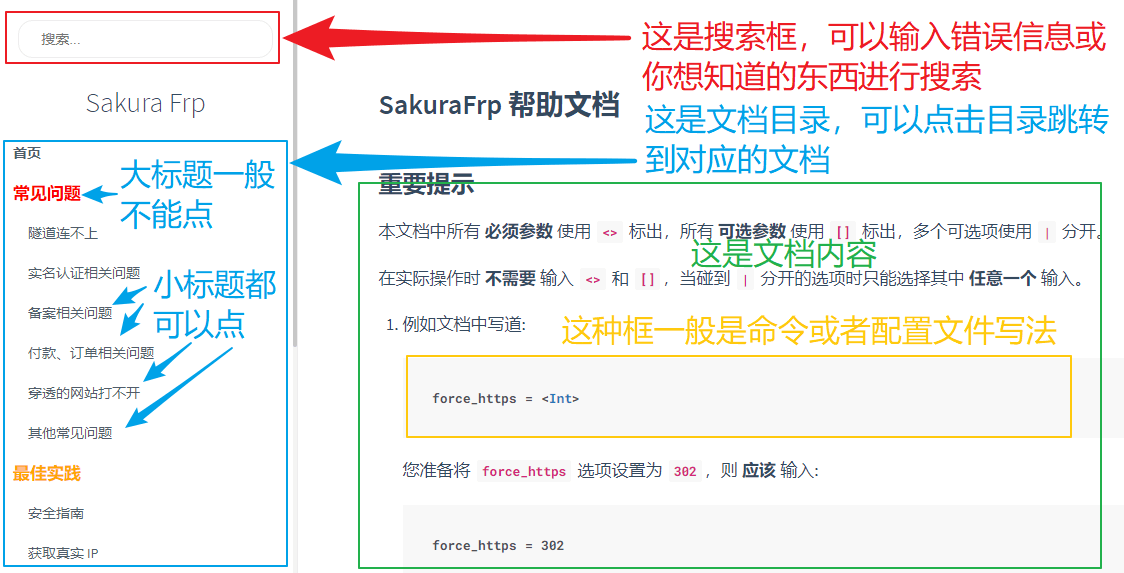 搜索...
Sakura Frp
首页
常见问题
隧道连不上
实名认证相关问题
备案相关问题
付款、订单相关问题
穿透的网站打不开
其他常见问题
最佳实践
安全指南
获取真实 IP
大标题一般
不能点
小标题都
可以点
这是搜索框，可以输入错误信息或
你想知道的东西进行搜索
SakuraFrp 帮助文档
这是文档目录，可以点击目录跳转
到对应的文档
重要提示
本文档中所有 必须参数 使用 <> 标出，所有 可选参数 使用 [] 标出，多个可选项使用 | 分开。
这是文档内容
在实际操作时 不需要 输入 <> 和 [] ，当碰到 | 分开的选项时只能选择其中 任意一个 输入。
1. 例如文档中写道:
这种框一般是命令或者配置文件写法
force_https = <Int>
您准备将 force_https 选项设置为 302 ，则 应该 输入:
force_https = 302